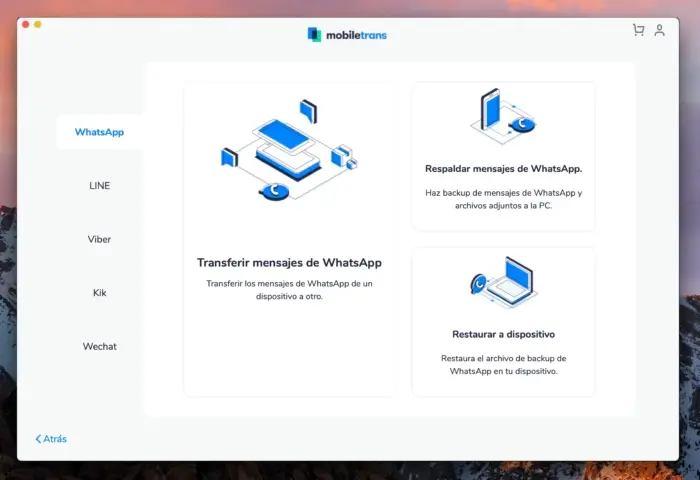 mobiletrans
WhatsApp
LINE
Viber
Kik
Wechat
Atrás
Transferir mensajes de WhatsApp
Transferir los mensajes de WhatsApp de un
dispositivo a otro.
Respaldar mensajes de WhatsApp.
Haz backup de mensajes de WhatsApp y
archivos adjuntos a la PC.
Restaurar a dispositivo
Restaura el archivo de backup de
WhatsApp en tu dispositivo.